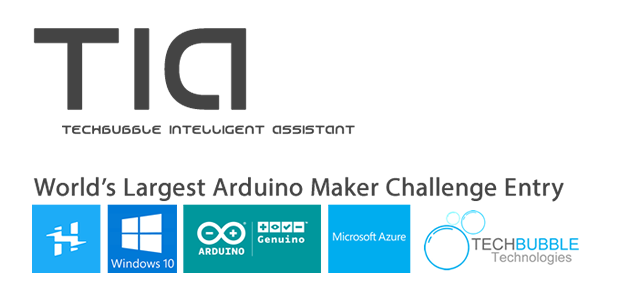 TIA
TECHBUBBLE INTELLIGENT ASSISTANT
World's Largest Arduino Maker Challenge Entry
Windows 10
ARDUINO
Genuino
Microsoft Azure
TECHBUBBLE
Technologies